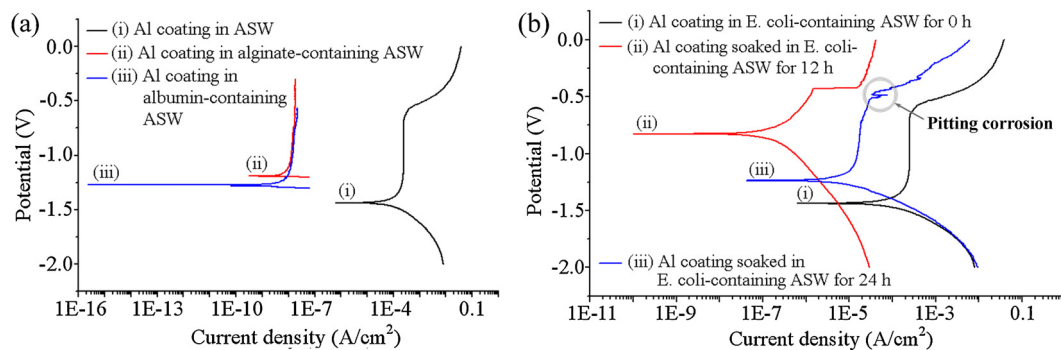 (a)
(i) Al coating in ASW
(ii) Al coating in alginate-containing ASW
(iii) Al coating in
albumin-containing
ASW
0.0
-0.5
-1.0
-1.5
-2.0
Potential (V)
(iii)
(ii)
(i)
1E-16
1E-13
1E-10
1E-7
1E-4
0.1
Current density (A/cm²)
(b)
(i) Al coating in E. coli-containing ASW for 0 h
(ii) Al coating soaked in E. coli-
containing ASW for 12 h
0.0
-0.5
-1.0
-1.5
-2.0
Potential (V)
(ii)
Pitting corrosion
(iii)
(i)
(iii) Al coating soaked in
E. coli-containing ASW for 24 h
1E-11
1E-9
1E-7
1E-5
1E-3
0.1
Current density (A/cm²)